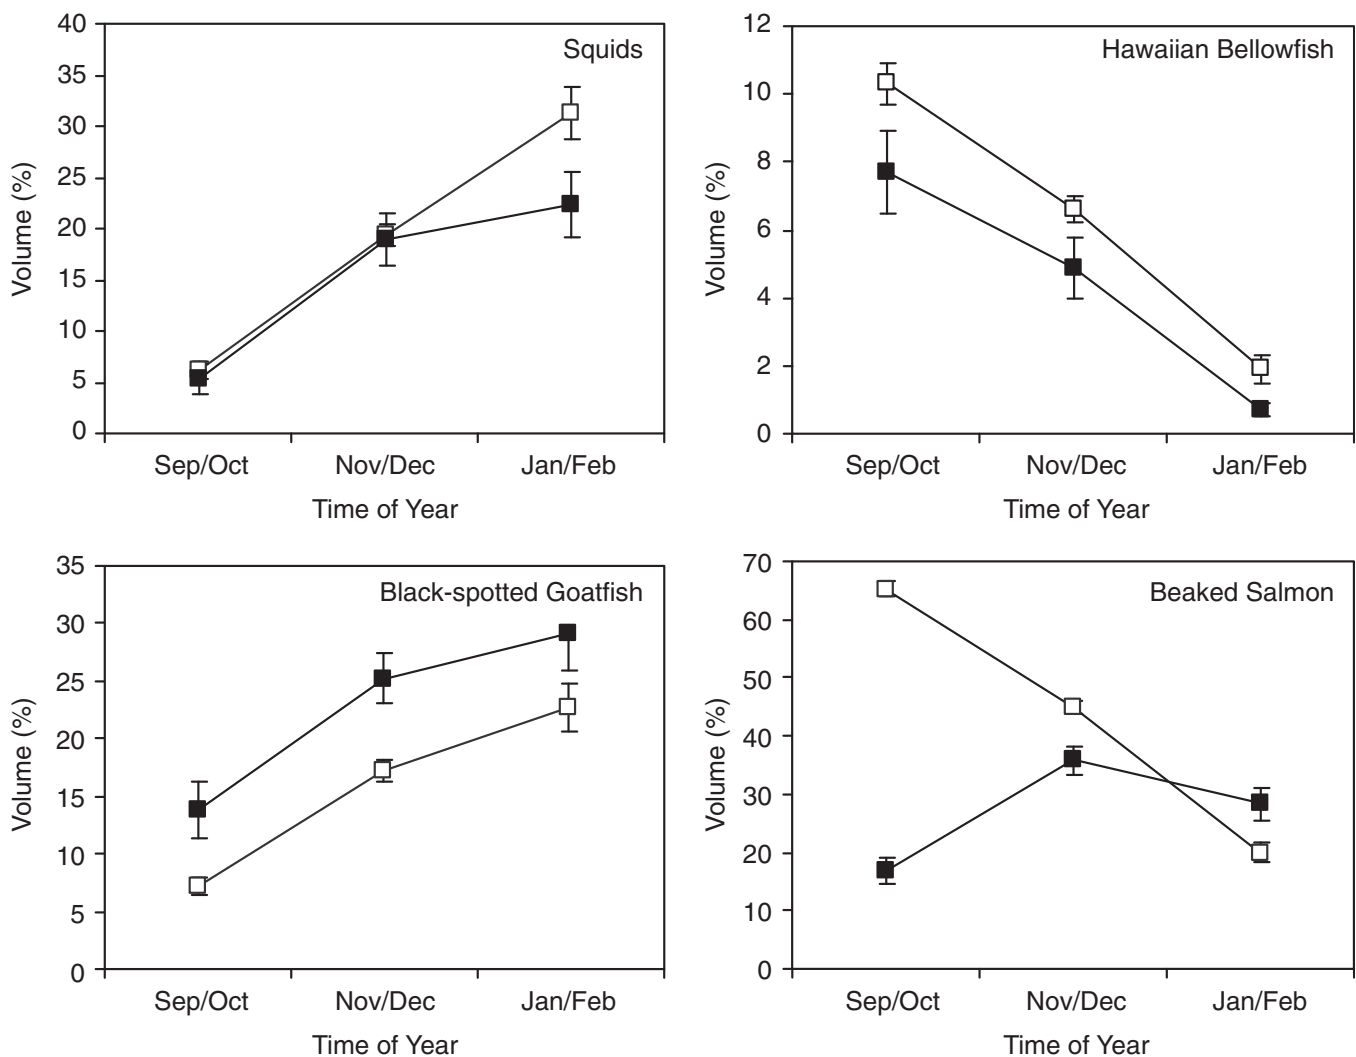 Squids
Volume (%)
40
35
30
25
20
15
10
5
0
Sep/Oct Nov/Dec Jan/Feb
Time of Year
Hawaiian Bellowfish
Volume (%)
12
10
8
6
4
2
0
Sep/Oct Nov/Dec Jan/Feb
Time of Year
Black-spotted Goatfish
Volume (%)
35
30
25
20
15
10
5
0
Sep/Oct Nov/Dec Jan/Feb
Time of Year
Beaked Salmon
Volume (%)
70
60
50
40
30
20
10
0
Sep/Oct Nov/Dec Jan/Feb
Time of Year